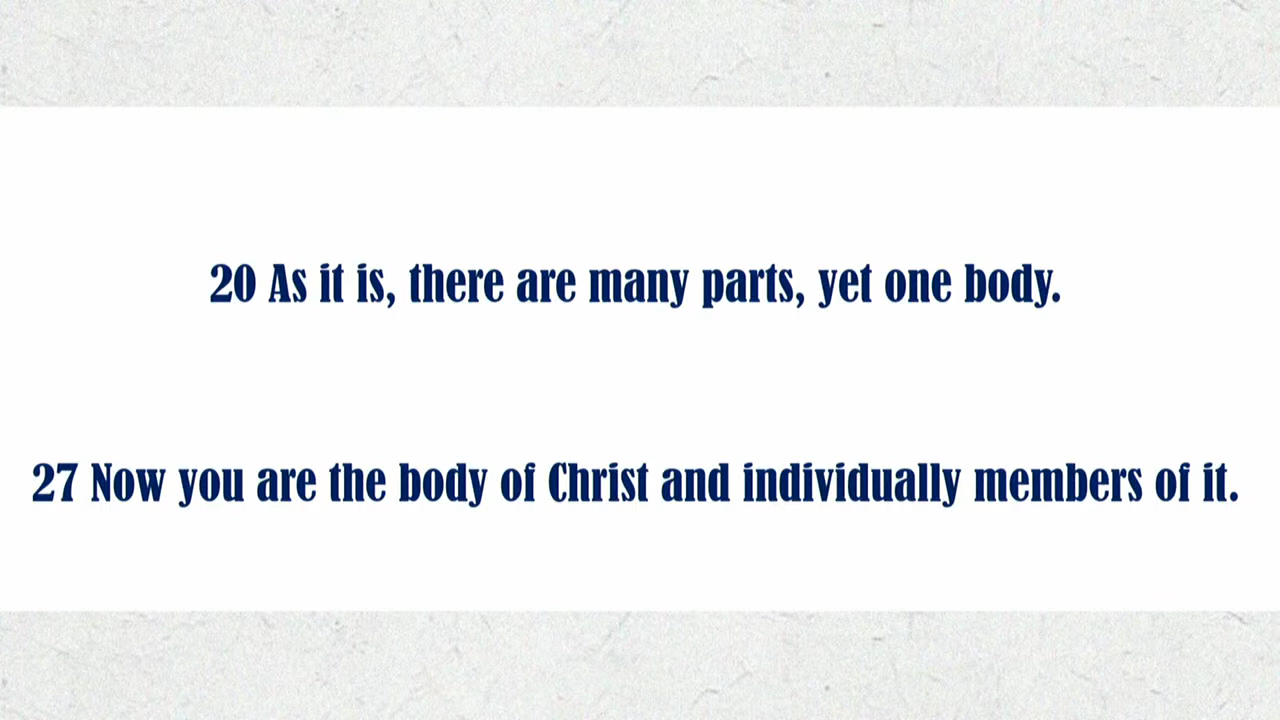 20 As it is, there are many parts, yet one body.
27 Now you are the body of Christ and individually members of it.